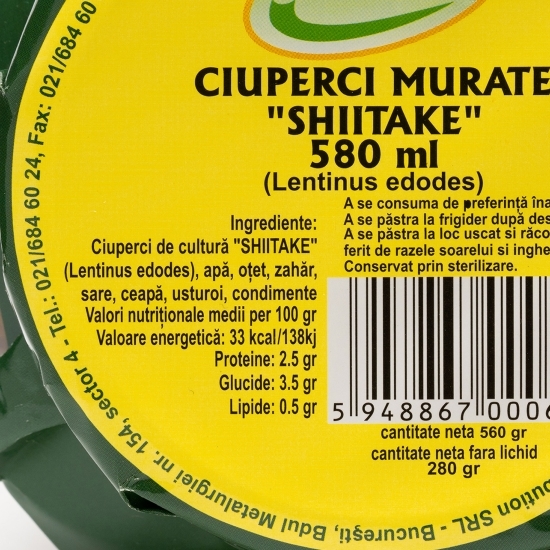 CIUPERCI MURATE
"SHIITAKE"
580 ml
(Lentinus edodes)
Ingrediente:
Ciuperci de cultură "SHIITAKE"
(Lentinus edodes), apă, oțet, zahăr,
sare, ceapă, usturoi, condimente
Valori nutriționale medii per 100 gr
Valoare energetică: 33 kcal/138kj
Proteine: 2.5 gr
Glucide: 3.5 gr
Lipide: 0.5 gr
A se consuma de preferință
A se păstra la frigider după
A se păstra la loc uscat si
ferit de razele soarelui si
Conservat prin sterilizare.
5 948867 000
cantitate neta 560 gr
cantitate neta fara lichid
280 gr
SRL - București, Bdul Metalurgiei nr. 154, sector 4 - Tel.: 021/684 60 24, Fax: 021/684 60